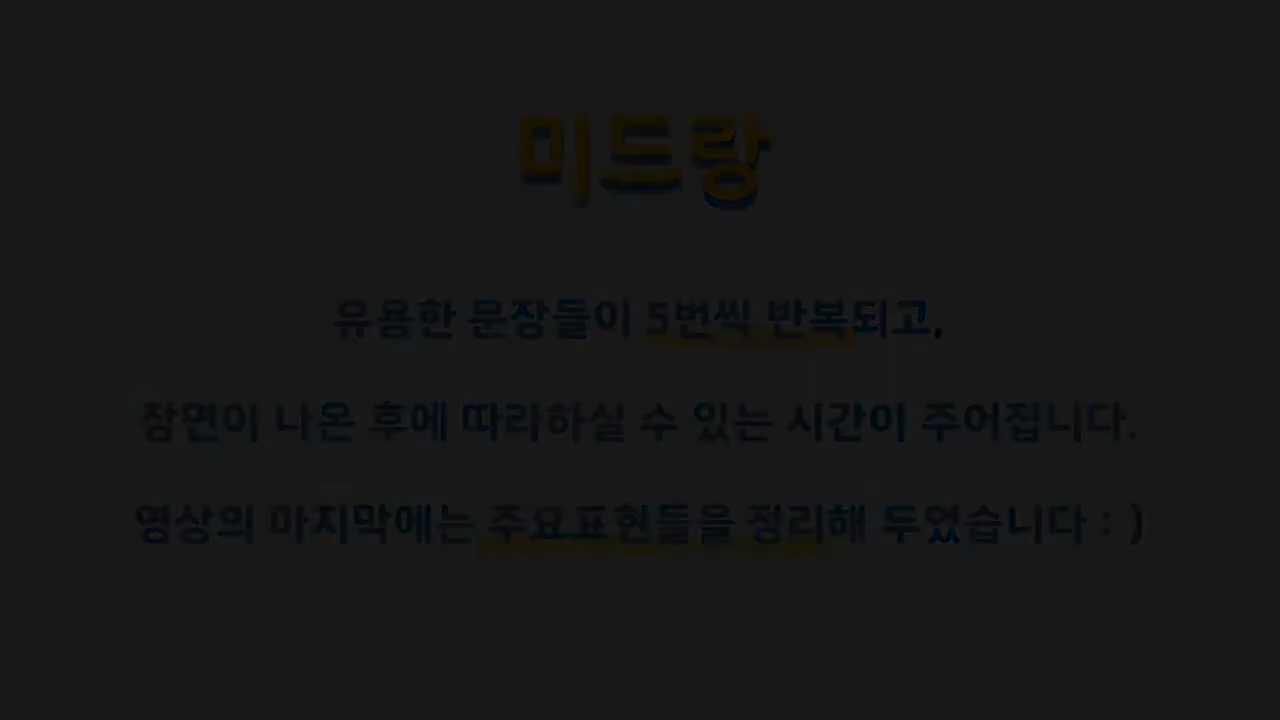 미드랑
유용한 문장들이 5번씩 반복되고,
장면이 나온 후에 따라하실 수 있는 시간이 주어집니다.
영상의 마지막에는 주요표현들을 정리해 두었습니다 : )